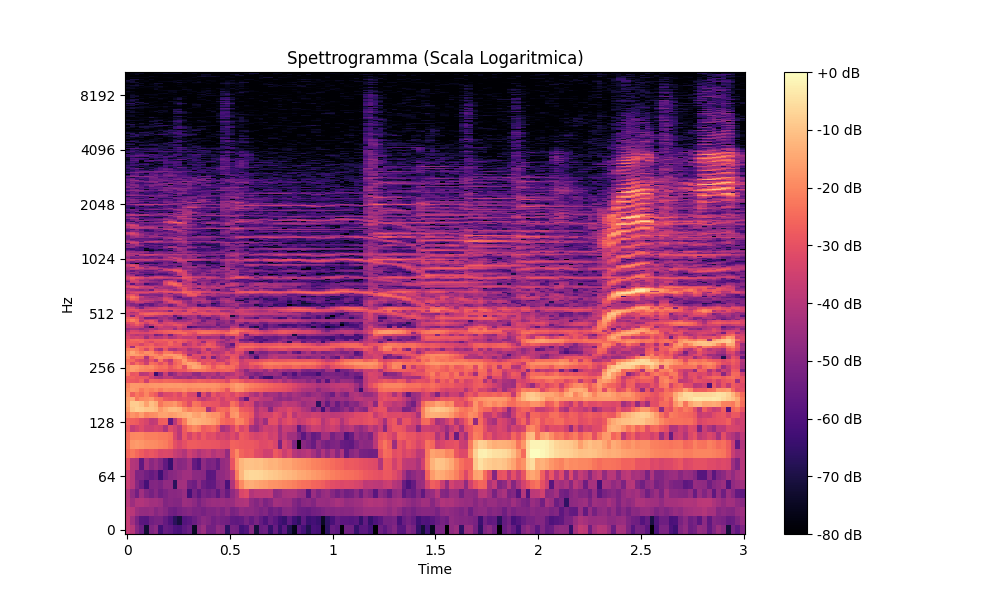 Spettrogramma (Scala Logaritmica)
+0 dB
8192
-10 dB
4096
-20 dB
2048
-30 dB
1024
Hz
512
-40 dB
256
-50 dB
128
-60 dB
64
-70 dB
0
-80 dB
0 0.5 1 1.5 2 2.5 3
Time